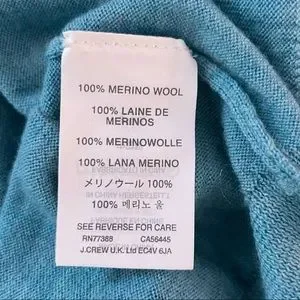 100% MERINO WOOL
100% LAINE DE
MERINOS
100% MERINOWOLLE
100% LANA MERINO
メリノウール 100%
100% 메리노 울
SEE REVERSE FOR CARE
RN77388 CA56445
J.CREW U.K. Ltd EC4V 6JA